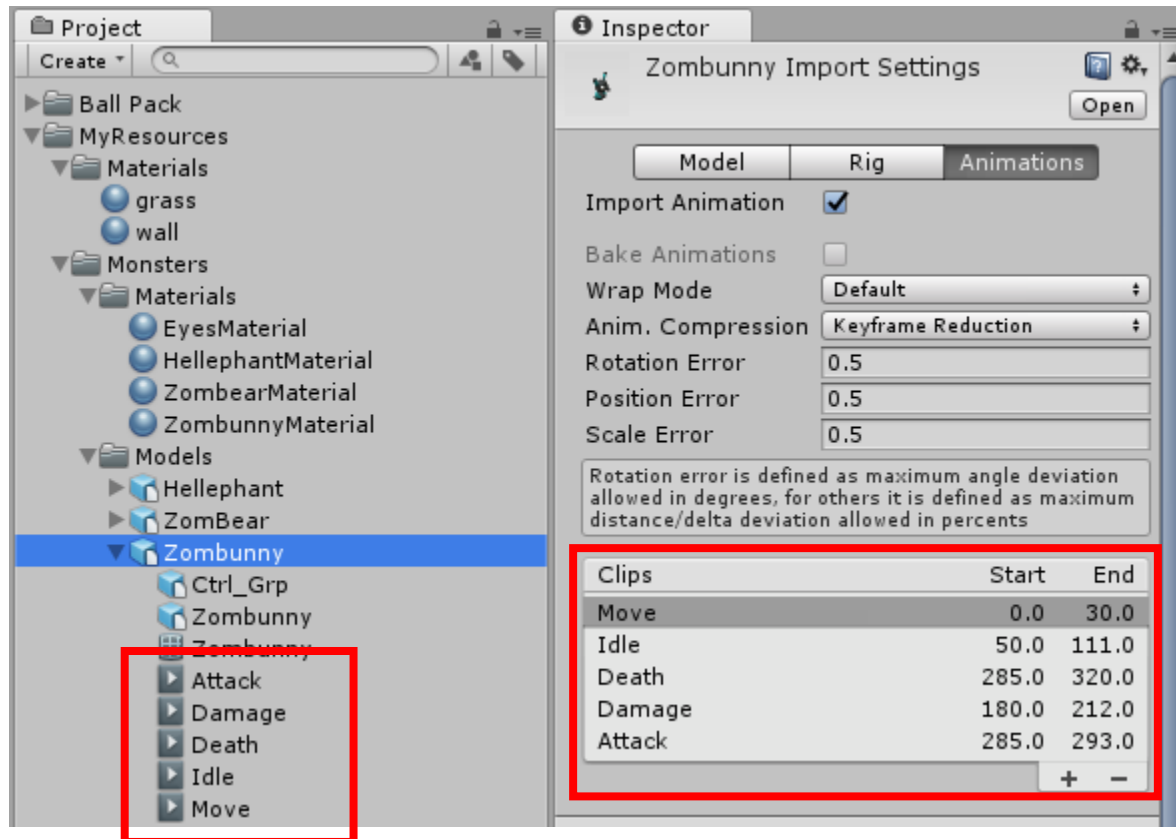 Project
Create
Ball Pack
MyResources
Materials
grass
wall
Monsters
Materials
EyesMaterial
HellephantMaterial
ZombearMaterial
ZombunnyMaterial
Models
Hellephant
ZomBear
Zombunny
Ctrl_Grp
Zombunny
Zombunny
Attack
Damage
Death
Idle
Move
Inspector
Zombunny Import Settings
Open
Model Rig Animations
Import Animation
Bake Animations
Wrap Mode Default
Anim. Compression Keyframe Reduction
Rotation Error 0.5
Position Error 0.5
Scale Error 0.5
Rotation error is defined as maximum angle deviation
allowed in degrees, for others it is defined as maximum
distance/delta deviation allowed in percents
Clips Start End
Move 0.0 30.0
Idle 50.0 111.0
Death 285.0 320.0
Damage 180.0 212.0
Attack 285.0 293.0
+ −